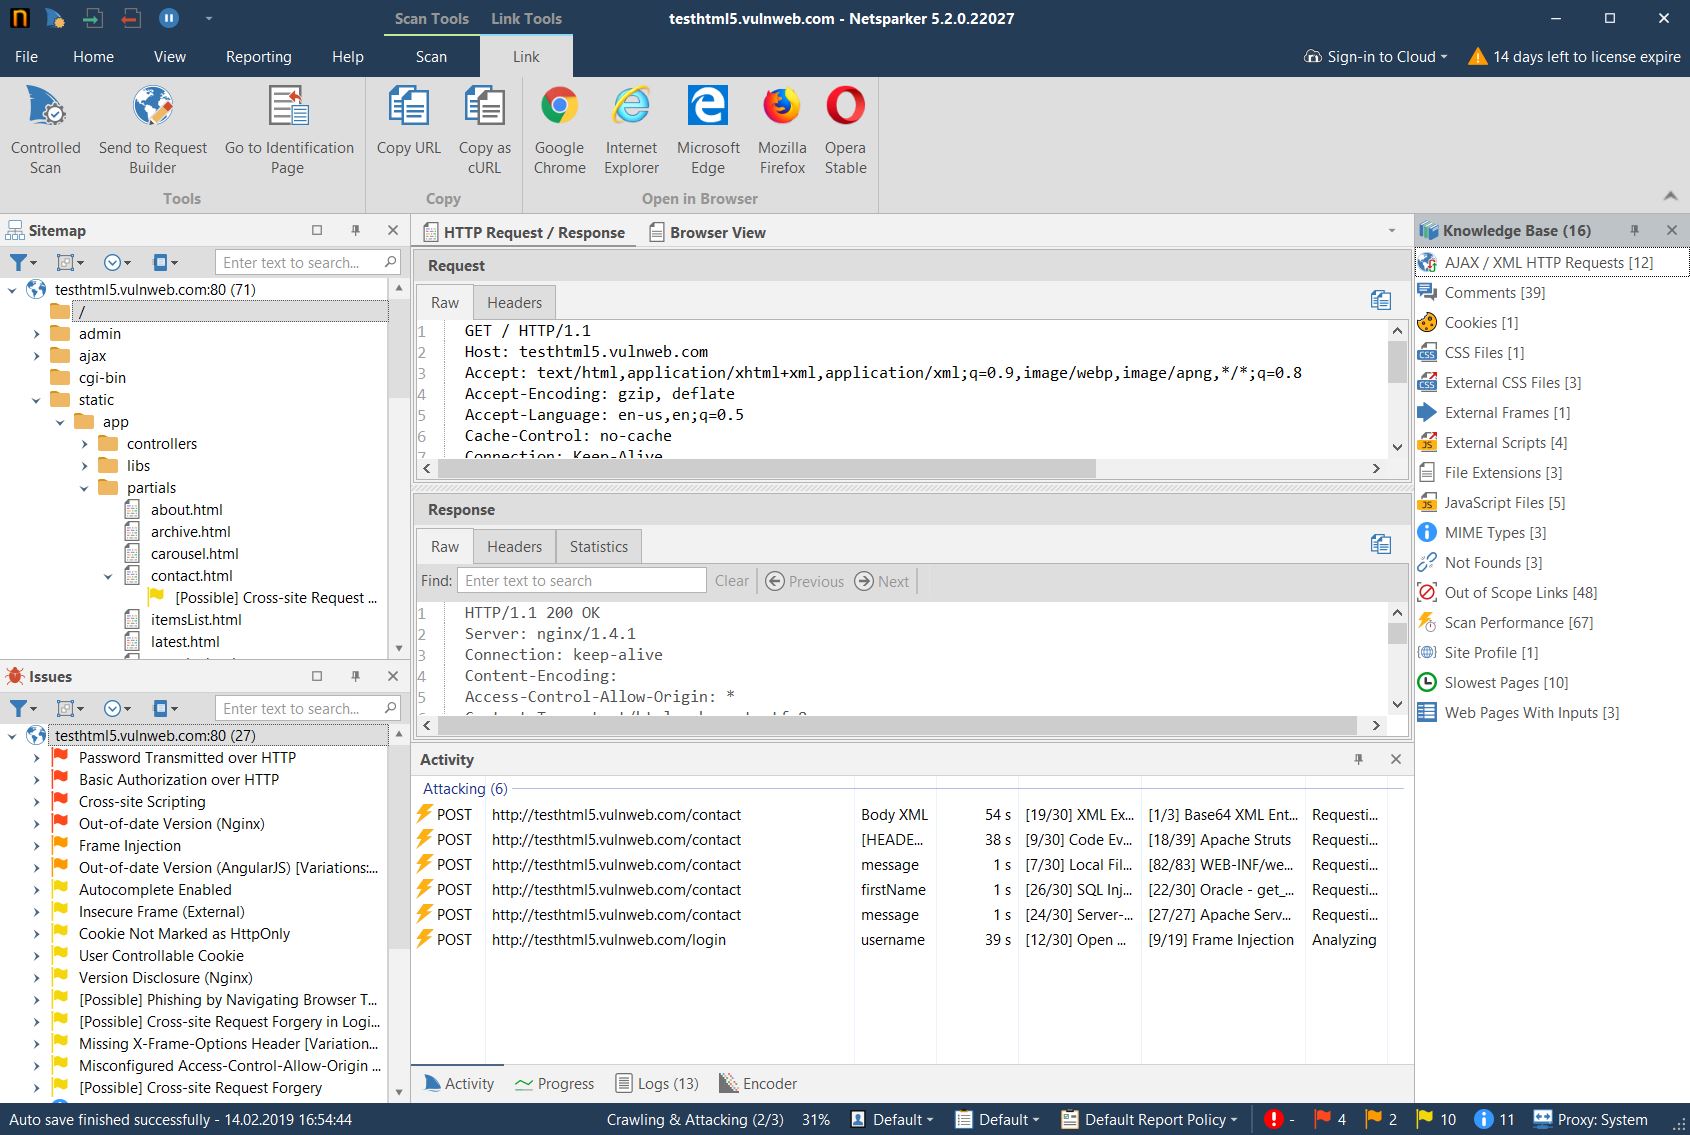 Scan Tools Link Tools testhtml5.vulnweb.com - Netsparker 5.2.0.22027
File Home View Reporting Help Scan Link Sign-in to Cloud 14 days left to license expire
Controlled Scan
Send to Request Builder
Go to Identification Page
Copy URL
Copy as cURL
Google Chrome
Internet Explorer
Microsoft Edge
Mozilla Firefox
Opera Stable
Tools Copy Open in Browser
Sitemap
Enter text to search...
testhtml5.vulnweb.com:80 (71)
/
admin
ajax
cgi-bin
static
app
controllers
libs
partials
about.html
archive.html
carousel.html
contact.html
[Possible] Cross-site Request ...
itemsList.html
latest.html
Issues
Enter text to search...
testhtml5.vulnweb.com:80 (27)
Password Transmitted over HTTP
Basic Authorization over HTTP
Cross-site Scripting
Out-of-date Version (Nginx)
Frame Injection
Out-of-date Version (AngularJS) [Variations:...
Autocomplete Enabled
Insecure Frame (External)
Cookie Not Marked as HttpOnly
User Controllable Cookie
Version Disclosure (Nginx)
[Possible] Phishing by Navigating Browser T...
[Possible] Cross-site Request Forgery in Logi...
Missing X-Frame-Options Header [Variation...
Misconfigured Access-Control-Allow-Origin ...
[Possible] Cross-site Request Forgery
HTTP Request / Response Browser View
Request
Raw Headers
1 GET / HTTP/1.1
2 Host: testhtml5.vulnweb.com
3 Accept: text/html,application/xhtml+xml,application/xml;q=0.9,image/webp,image/apng,*/*;q=0.8
4 Accept-Encoding: gzip, deflate
5 Accept-Language: en-us,en;q=0.5
6 Cache-Control: no-cache
7 Connection: Keep-Alive
Response
Raw Headers Statistics
Find: Enter text to search Clear Previous Next
1 HTTP/1.1 200 OK
2 Server: nginx/1.4.1
3 Connection: keep-alive
4 Content-Encoding:
5 Access-Control-Allow-Origin: *
Activity
Attacking (6)
POST http://testhtml5.vulnweb.com/contact Body XML 54 s [19/30] XML Ex... [1/3] Base64 XML Ent... Requesti...
POST http://testhtml5.vulnweb.com/contact [HEADE... 38 s [9/30] Code Ev... [18/39] Apache Struts Requesti...
POST http://testhtml5.vulnweb.com/contact message 1 s [7/30] Local Fil... [82/83] WEB-INF/we... Requesti...
POST http://testhtml5.vulnweb.com/contact firstName 1 s [26/30] SQL Inj... [22/30] Oracle - get_... Requesti...
POST http://testhtml5.vulnweb.com/contact message 1 s [24/30] Server-... [27/27] Apache Serv... Requesti...
POST http://testhtml5.vulnweb.com/login username 39 s [12/30] Open ... [9/19] Frame Injection Analyzing
Activity Progress Logs (13) Encoder
Knowledge Base (16)
AJAX / XML HTTP Requests [12]
Comments [39]
Cookies [1]
CSS Files [1]
External CSS Files [3]
External Frames [1]
External Scripts [4]
File Extensions [3]
JavaScript Files [5]
MIME Types [3]
Not Founds [3]
Out of Scope Links [48]
Scan Performance [67]
Site Profile [1]
Slowest Pages [10]
Web Pages With Inputs [3]
Auto save finished successfully - 14.02.2019 16:54:44 Crawling & Attacking (2/3) 31% Default Default Default Report Policy - 4 2 10 11 Proxy: System